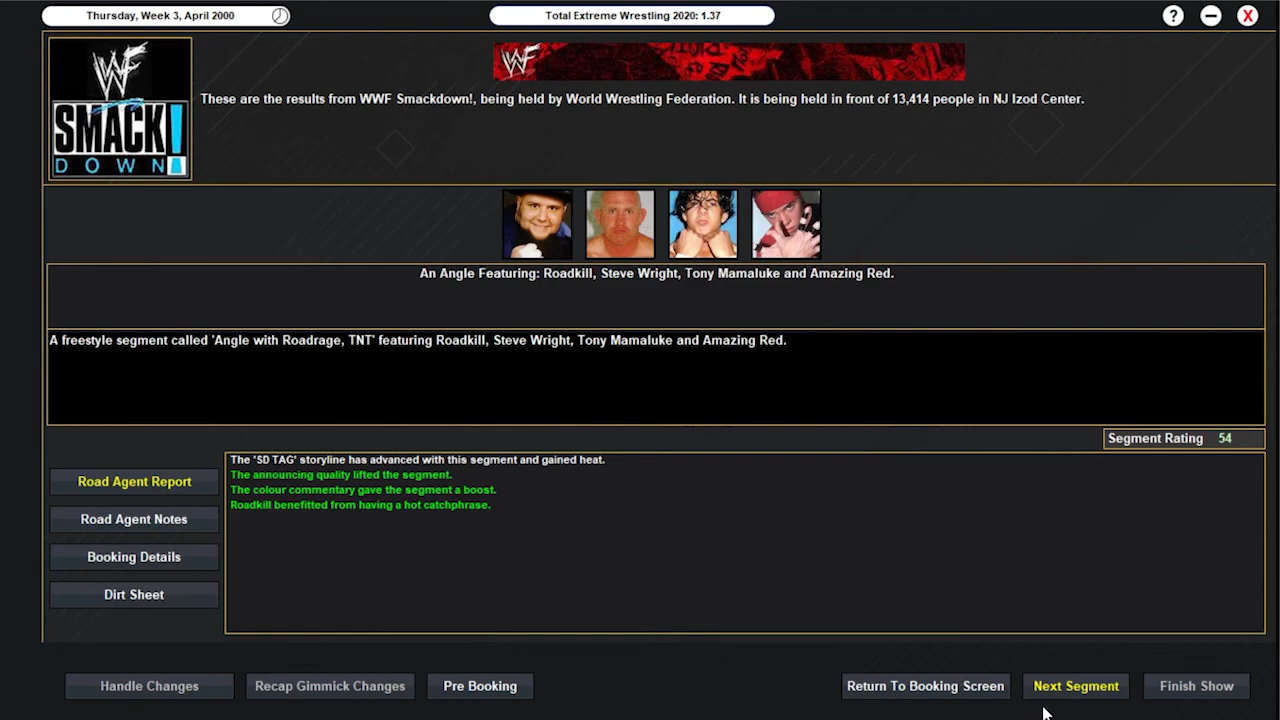 Thursday, Week 3, April 2000
Total Extreme Wrestling 2020: 1.37
?
X
WF
SMACK!
DOWN
These are the results from WWF Smackdown!, being held by World Wrestling Federation. It is being held in front of 13,414 people in NJ Izod Center.
An Angle Featuring: Roadkill, Steve Wright, Tony Mamaluke and Amazing Red.
A freestyle segment called 'Angle with Roadrage, TNT' featuring Roadkill, Steve Wright, Tony Mamaluke and Amazing Red.
Segment Rating 54
The 'SD TAG' storyline has advanced with this segment and gained heat.
The announcing quality lifted the segment.
The colour commentary gave the segment a boost.
Roadkill benefitted from having a hot catchphrase.
Road Agent Report
Road Agent Notes
Booking Details
Dirt Sheet
Handle Changes
Recap Gimmick Changes
Pre Booking
Return To Booking Screen
Next Segment
Finish Show